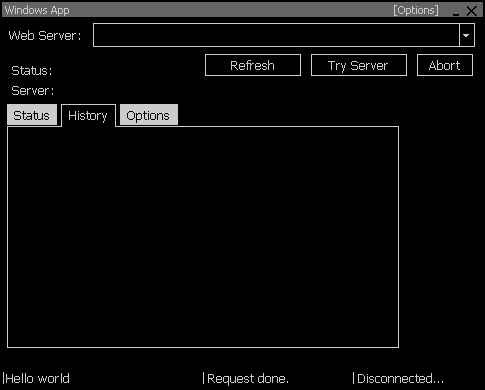 Windows App [Options]
Web Server:
Refresh Try Server Abort
Status:
Server:
Status History Options
Hello world Request done. Disconnected...